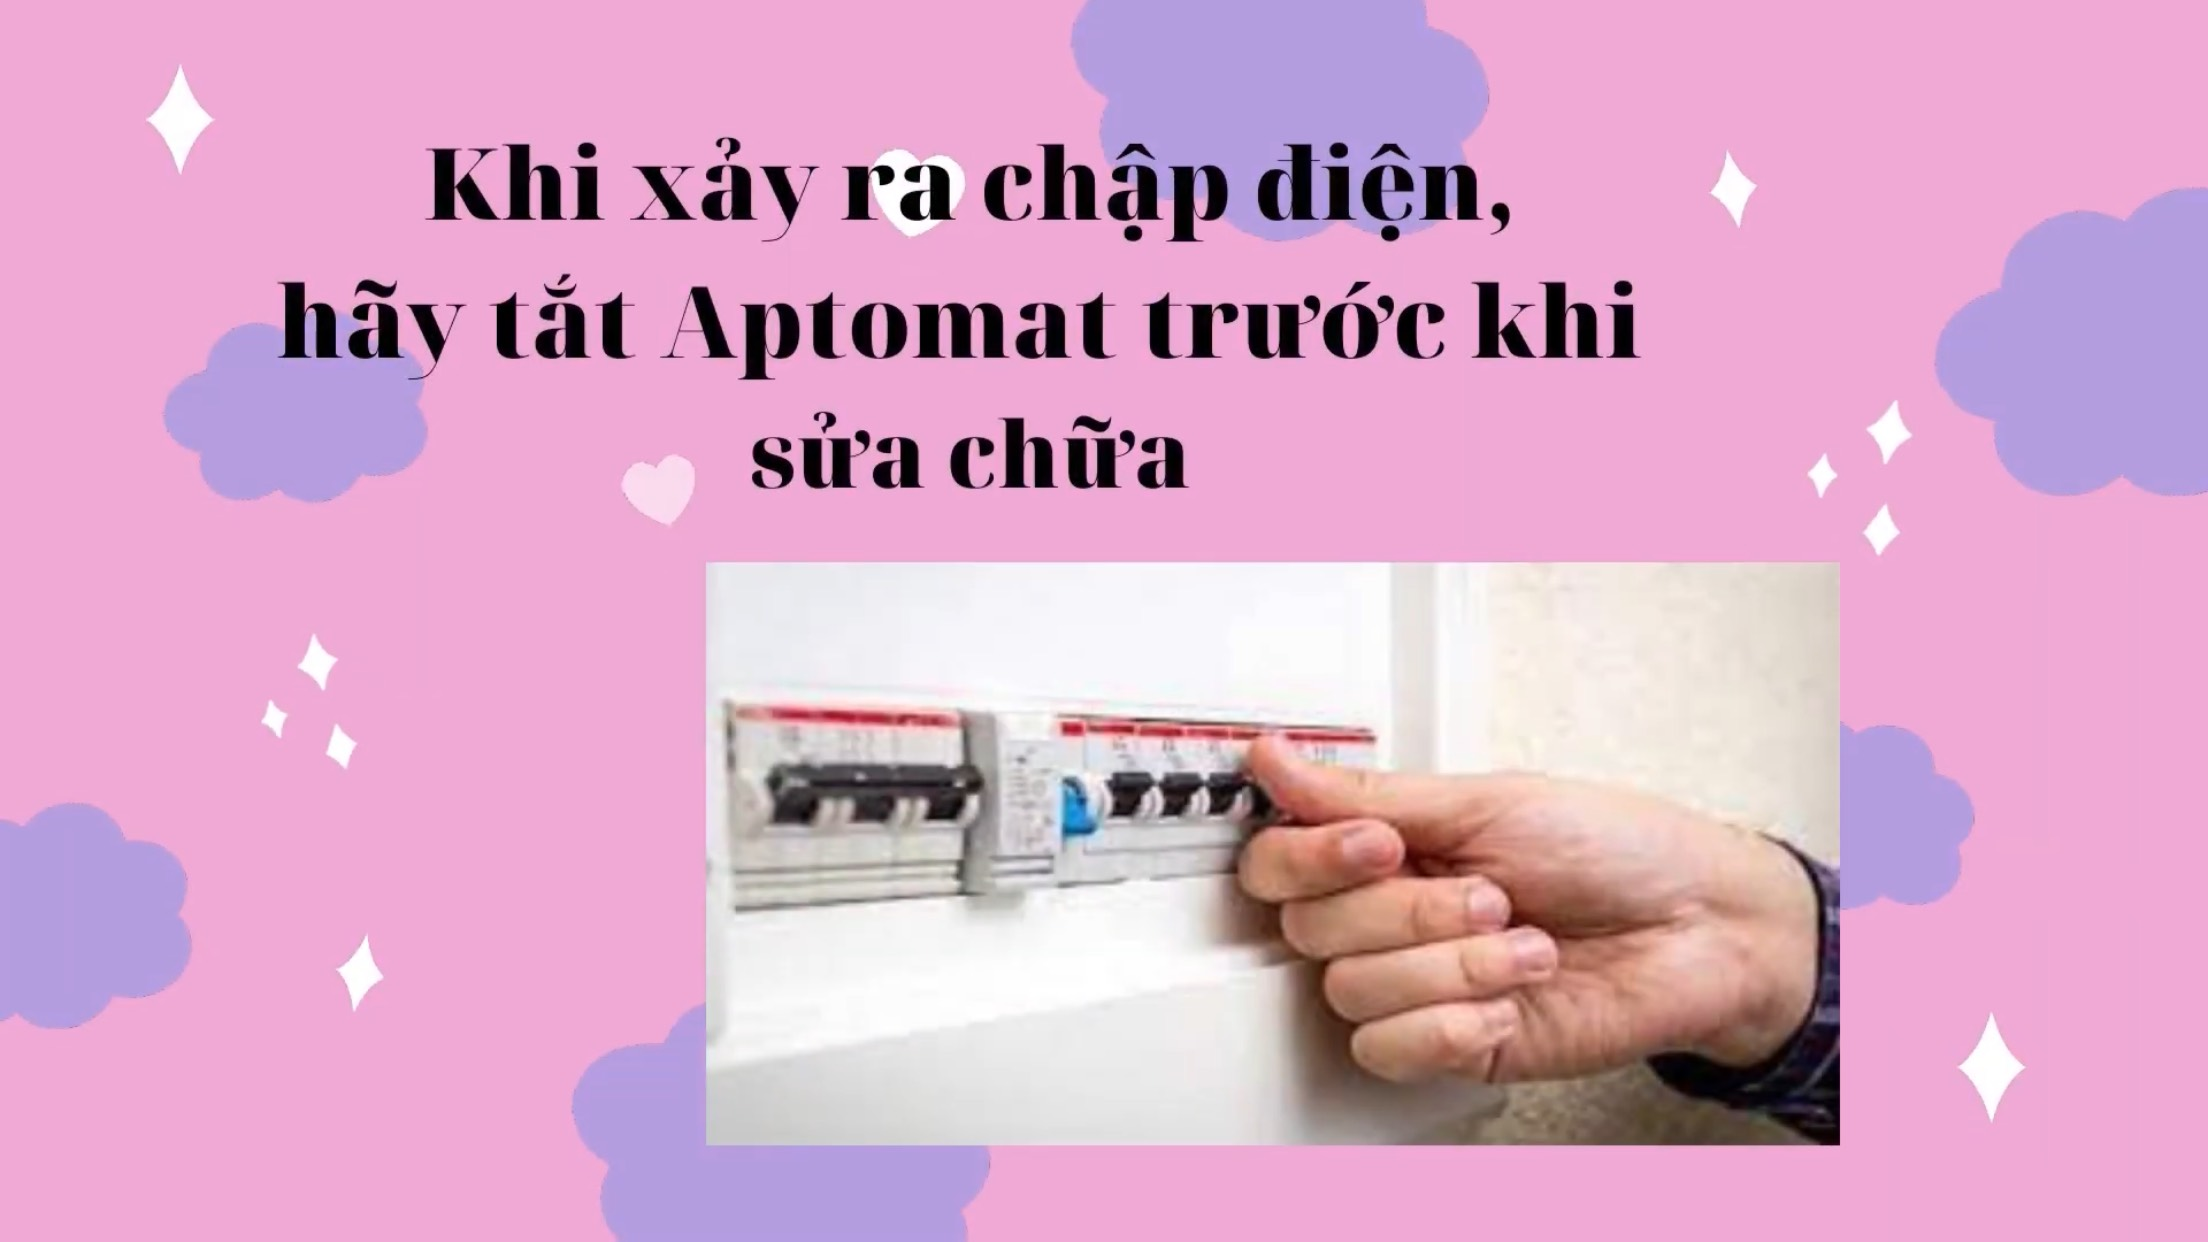 Khi xảy ra chập điện,
hãy tắt Aptomat trước khi
sửa chữa